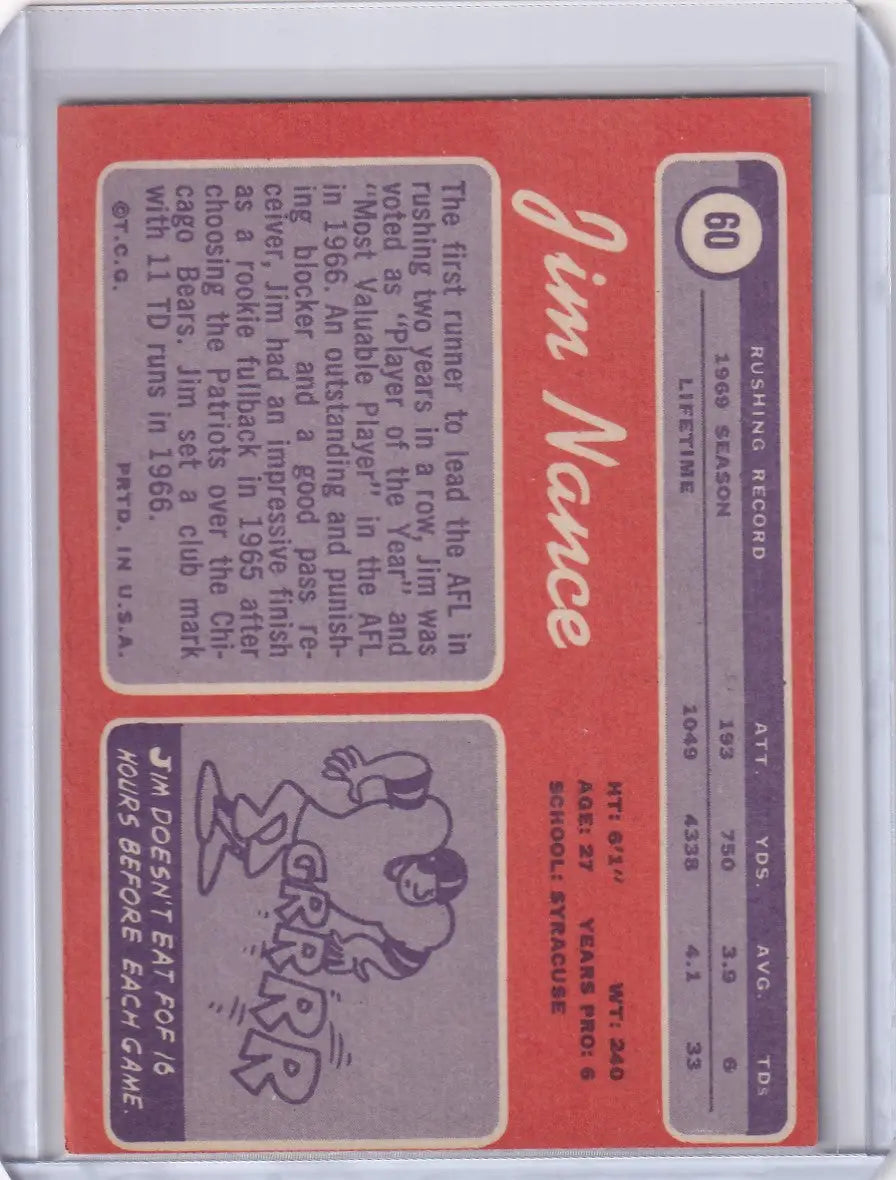 60
RUSHING RECORD ATT. YDS. AVG. TDs
1969 SEASON 193 750 3.9 6
LIFETIME 1049 4338 4.1 33
Jim Nance
HT: 6'1" WT: 240
AGE: 27 YEARS PRO: 6
SCHOOL: SYRACUSE
The first runner to lead the AFL in
rushing two years in a row, Jim was
voted as "Player of the Year" and
"Most Valuable Player" in the AFL
in 1966. An outstanding and punish-
ing blocker and a good pass re-
ceiver, Jim had an impressive finish
as a rookie fullback in 1965 after
choosing the Patriots over the Chi-
cago Bears. Jim set a club mark
with 11 TD runs in 1966.
©T.C.G. PRTD. IN U.S.A.
GRRRR
JIM DOESN'T EAT FOF 16
HOURS BEFORE EACH GAME.